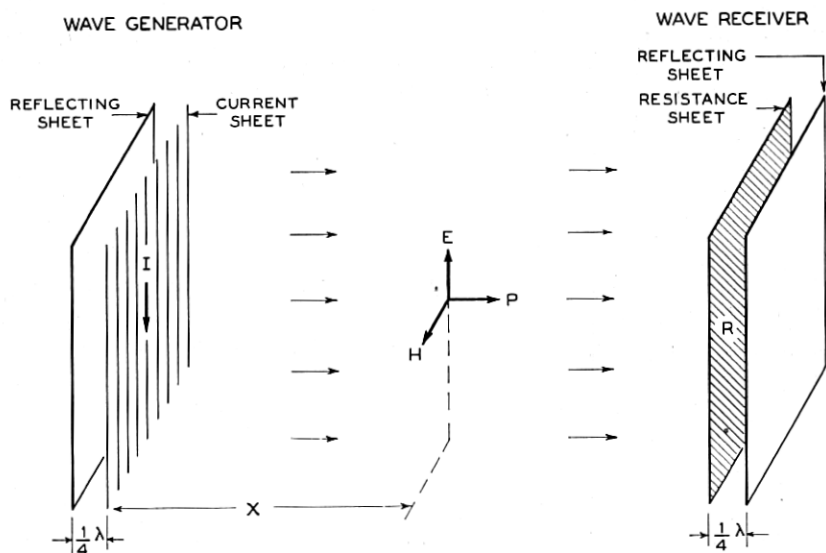 WAVE GENERATOR
WAVE RECEIVER
REFLECTING
SHEET
CURRENT
SHEET
REFLECTING
SHEET
RESISTANCE
SHEET
I
E
P
H
R
X
1/4 λ
1/4 λ